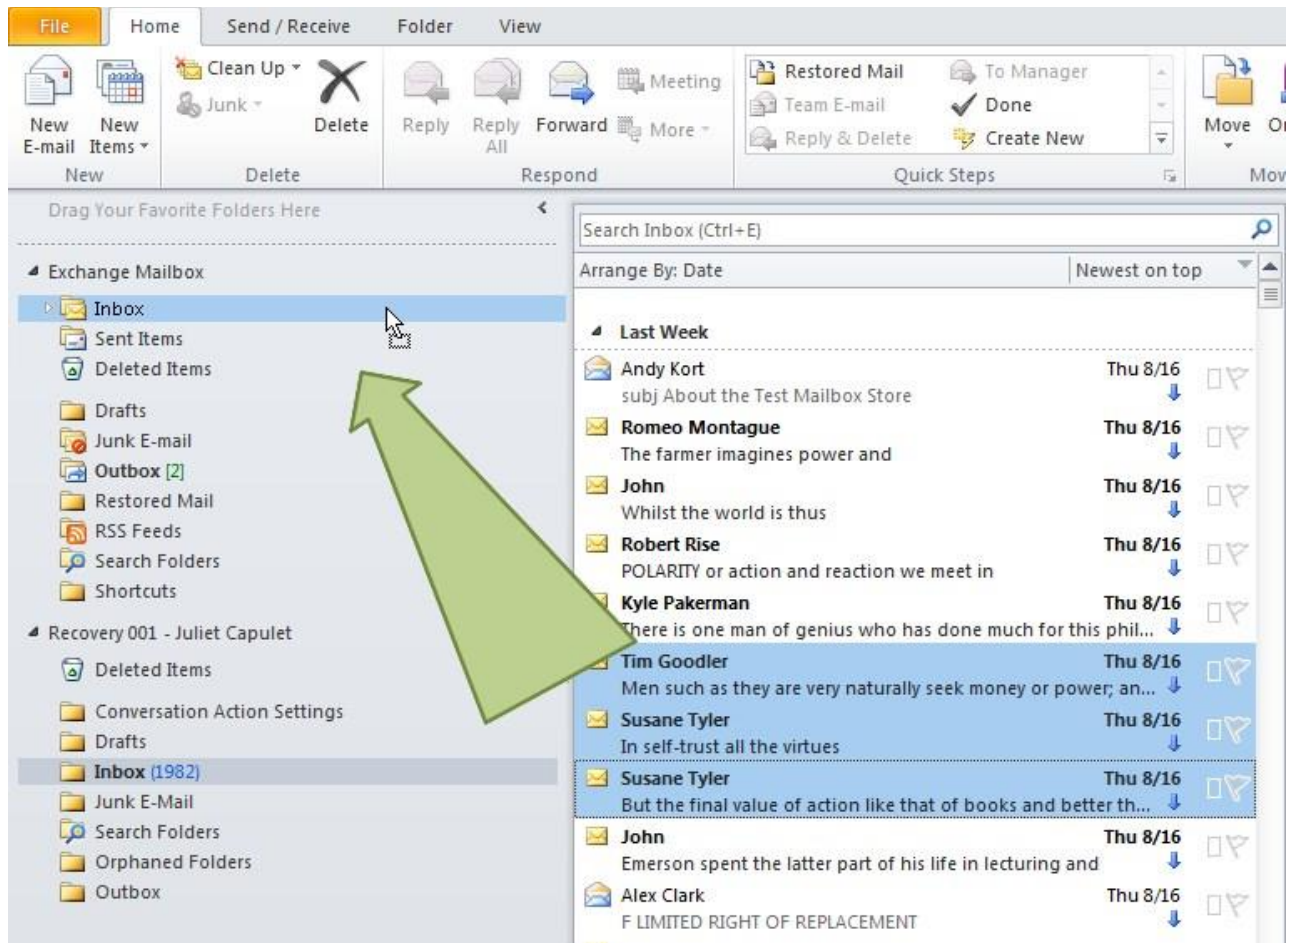 File Home Send / Receive Folder View
Clean Up Restored Mail To Manager
Junk Meeting Team E-mail Done
New E-mail New Items Delete Reply Reply All Forward More Reply & Delete Create New Move
New Delete Respond Quick Steps
Drag Your Favorite Folders Here
Exchange Mailbox
Inbox
Sent Items
Deleted Items
Drafts
Junk E-mail
Outbox [2]
Restored Mail
RSS Feeds
Search Folders
Shortcuts
Recovery 001 - Juliet Capulet
Deleted Items
Conversation Action Settings
Drafts
Inbox (1982)
Junk E-Mail
Search Folders
Orphaned Folders
Outbox
Search Inbox (Ctrl+E)
Arrange By: Date Newest on top
Last Week
Andy Kort Thu 8/16
subj About the Test Mailbox Store
Romeo Montague Thu 8/16
The farmer imagines power and
John Thu 8/16
Whilst the world is thus
Robert Rise Thu 8/16
POLARITY or action and reaction we meet in
Kyle Pakerman Thu 8/16
There is one man of genius who has done much for this phil...
Tim Goodler Thu 8/16
Men such as they are very naturally seek money or power; an...
Susane Tyler Thu 8/16
In self-trust all the virtues
Susane Tyler Thu 8/16
But the final value of action like that of books and better th...
John Thu 8/16
Emerson spent the latter part of his life in lecturing and
Alex Clark Thu 8/16
F LIMITED RIGHT OF REPLACEMENT